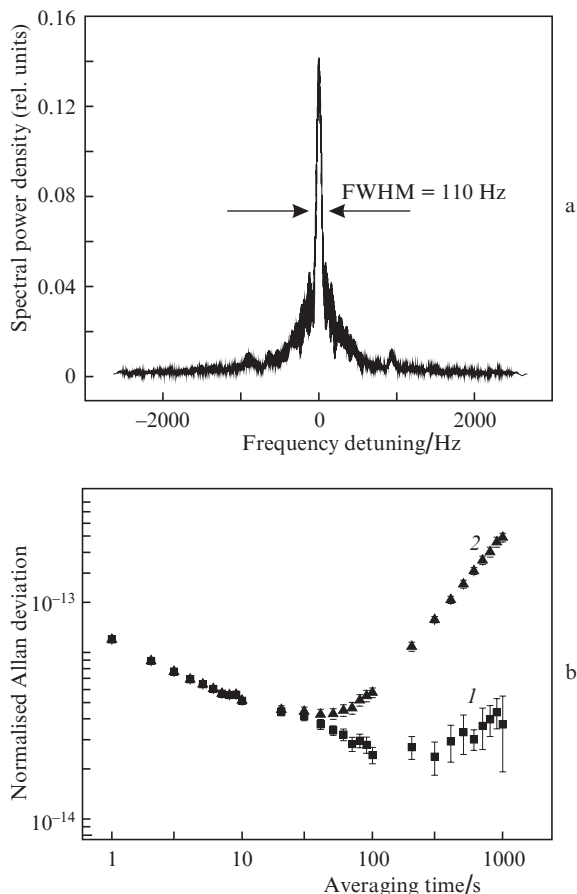 0.16
0.12
0.08
0.04
0
Spectral power density (rel. units)
FWHM = 110 Hz
a
−2000
0
2000
Frequency detuning/Hz
Normalised Allan deviation
10⁻¹³
10⁻¹⁴
2
1
b
1
10
100
1000
Averaging time/s